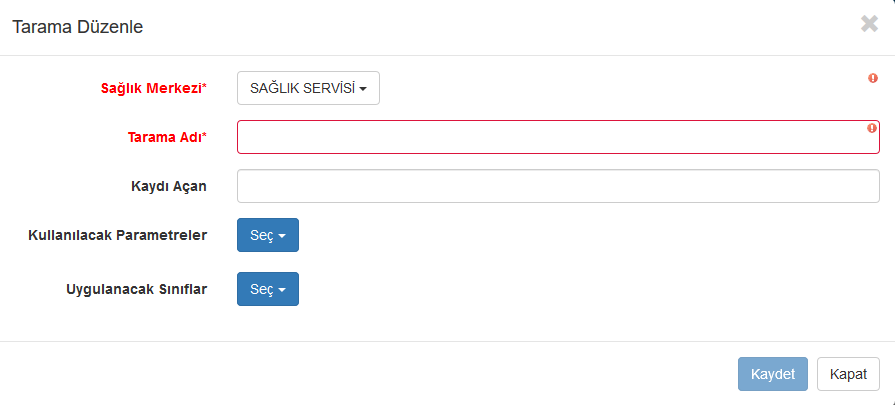 Tarama Düzenle
Sağlık Merkezi*
SAĞLIK SERVİSİ
Tarama Adı*
Kaydı Açan
Kullanılacak Parametreler
Seç
Uygulanacak Sınıflar
Seç
Kaydet
Kapat